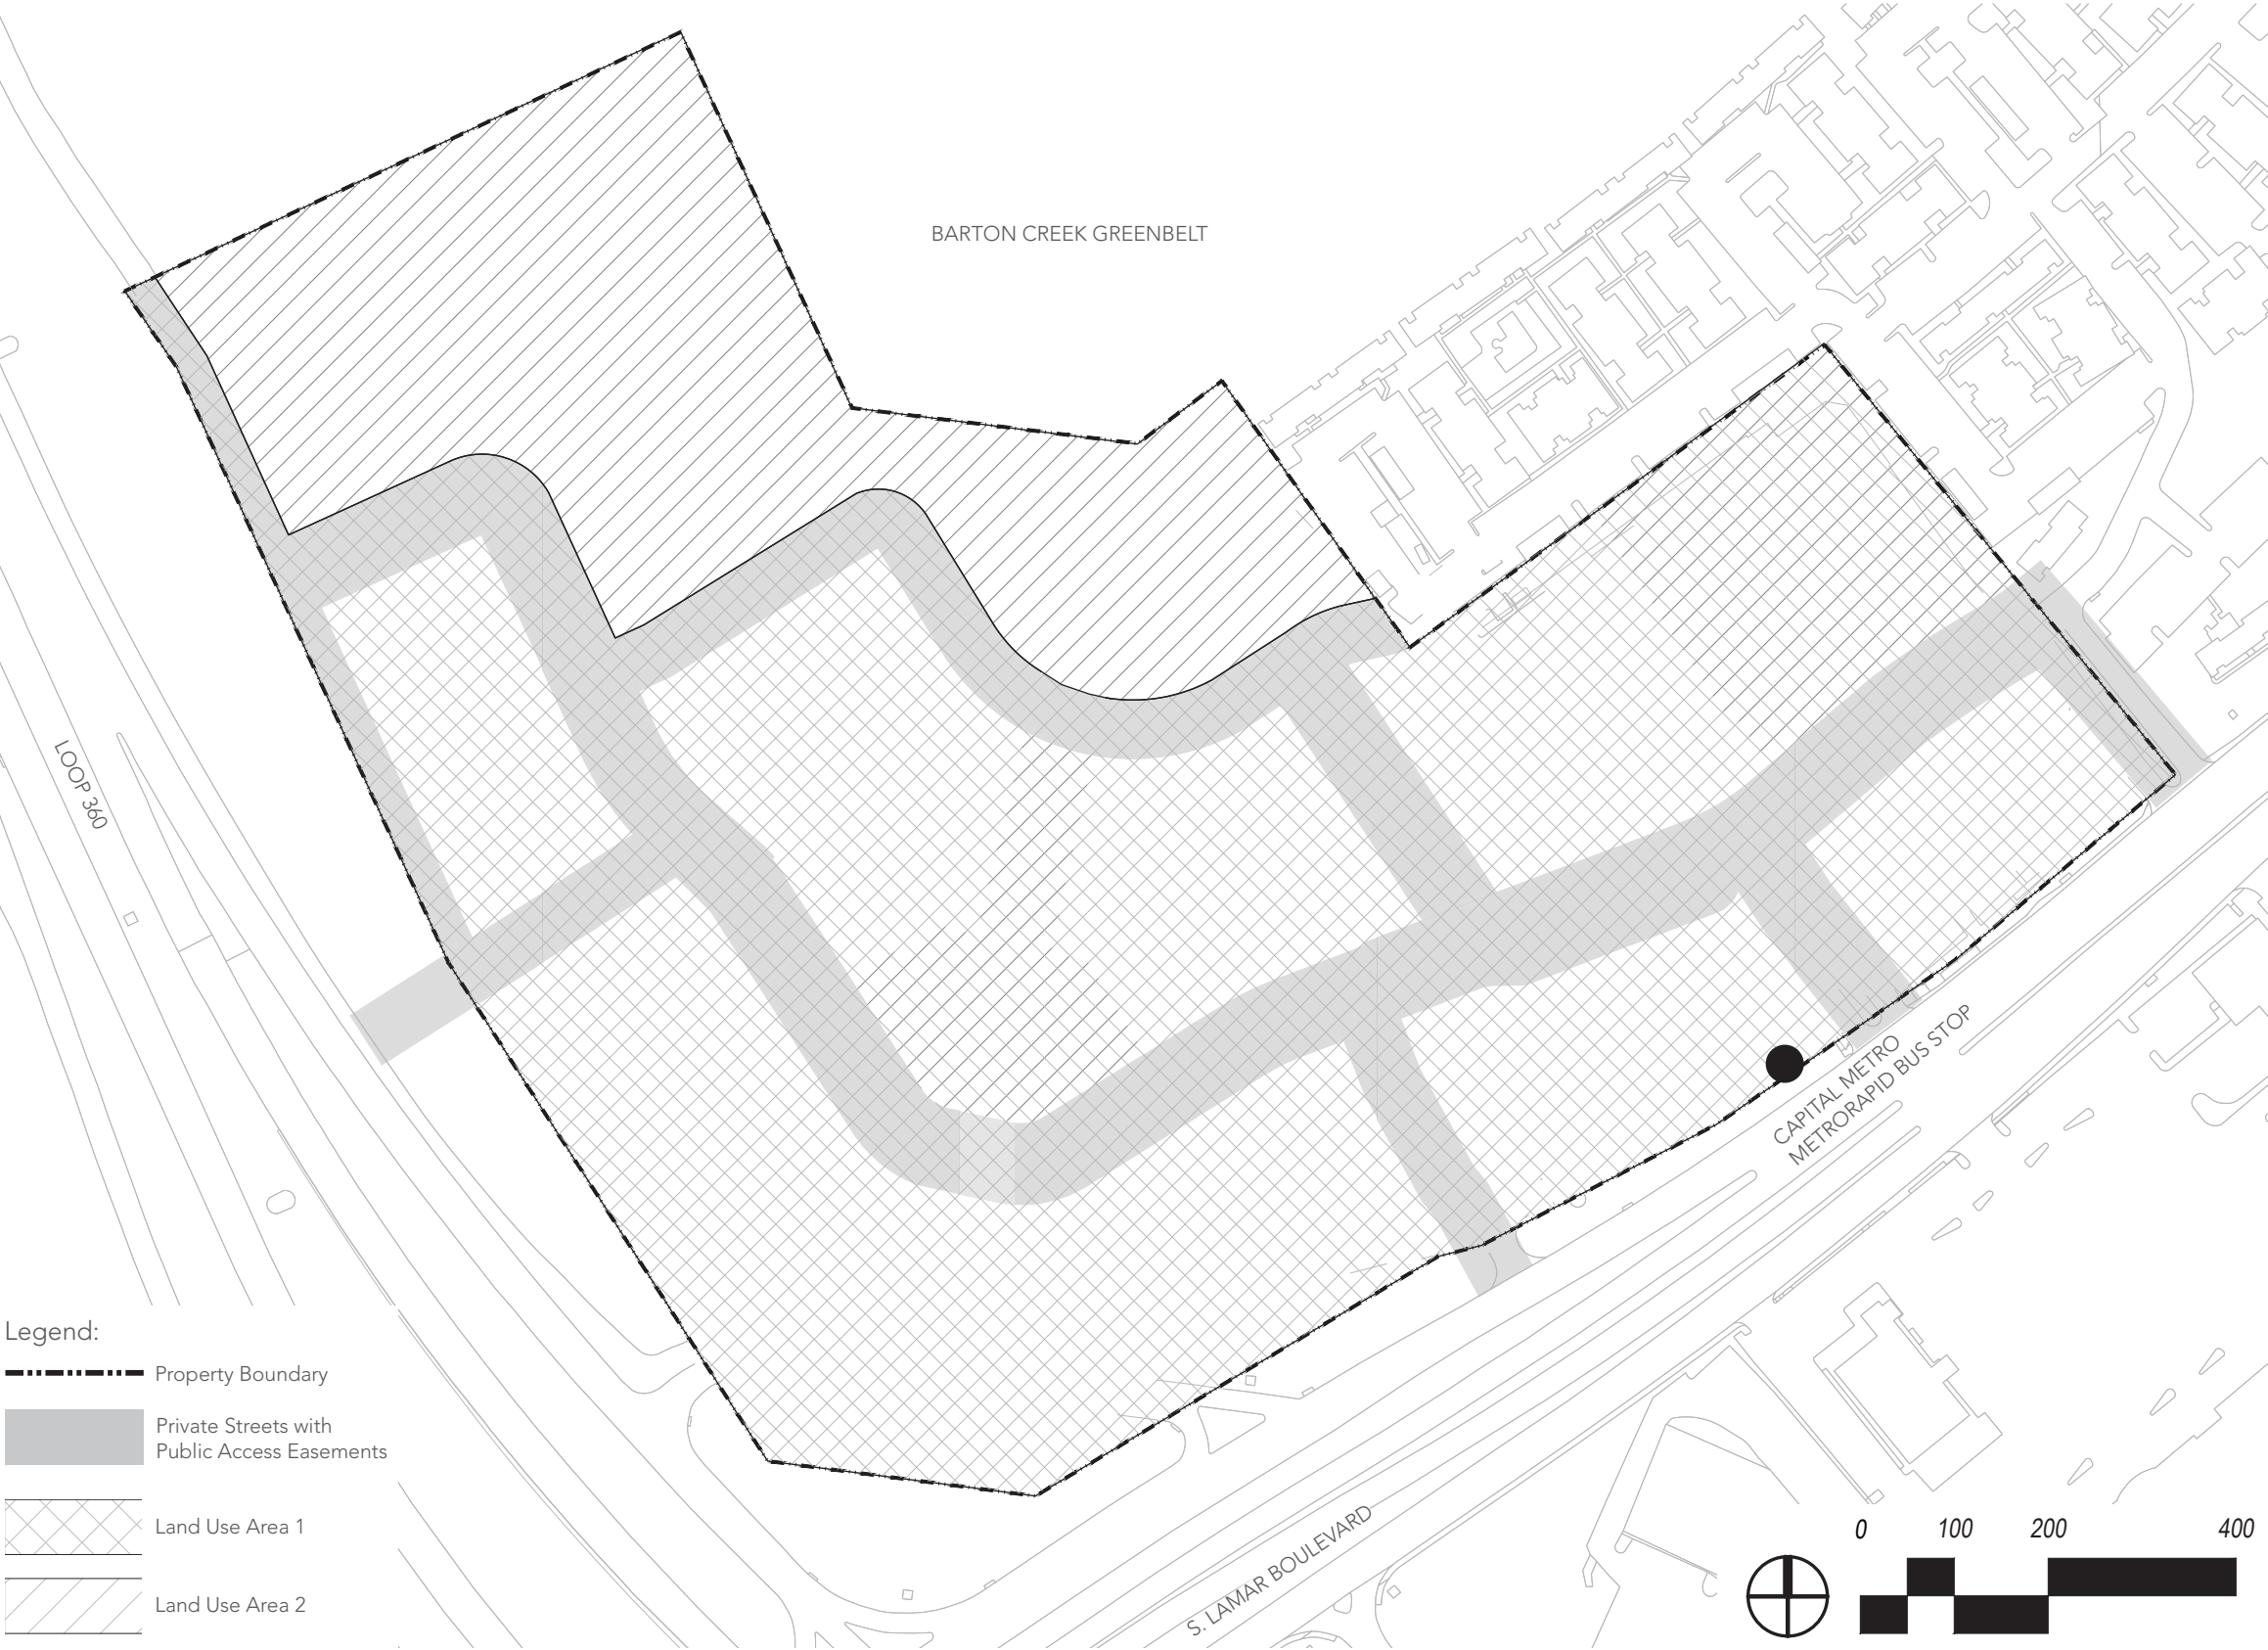 BARTON CREEK GREENBELT
LOOP 360
CAPITAL METRO
METRORAPID BUS STOP
S. LAMAR BOULEVARD
Legend:
Property Boundary
Private Streets with
Public Access Easements
Land Use Area 1
Land Use Area 2
0 100 200 400